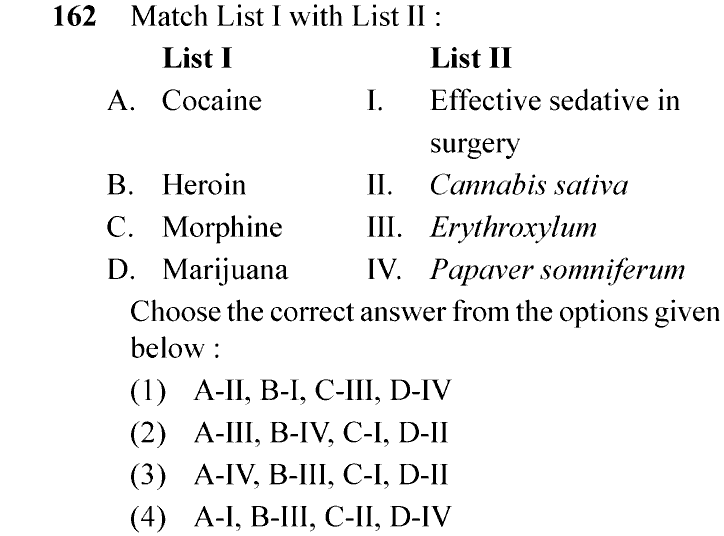 162 Match List I with List II :
List I List II
A. Cocaine I. Effective sedative in
surgery
B. Heroin II. Cannabis sativa
C. Morphine III. Erythroxylum
D. Marijuana IV. Papaver somniferum
Choose the correct answer from the options given
below :
(1) A-II, B-I, C-III, D-IV
(2) A-III, B-IV, C-I, D-II
(3) A-IV, B-III, C-I, D-II
(4) A-I, B-III, C-II, D-IV